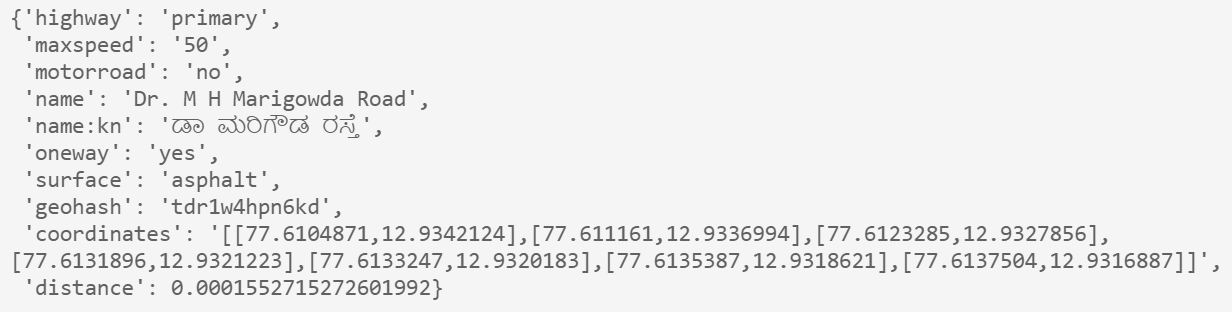 {'highway': 'primary',
'maxspeed': '50',
'motorroad': 'no',
'name': 'Dr. M H Marigowda Road',
'name:kn': 'ಡಾ ಮರಿಗೌಡ ರಸ್ತೆ',
'oneway': 'yes',
'surface': 'asphalt',
'geohash': 'tdr1w4hpn6kd',
'coordinates': '[[77.6104871,12.9342124],[77.611161,12.9336994],[77.6123285,12.9327856],
[77.6131896,12.9321223],[77.6133247,12.9320183],[77.6135387,12.9318621],[77.6137504,12.9316887]]',
'distance': 0.0001552715272601992}